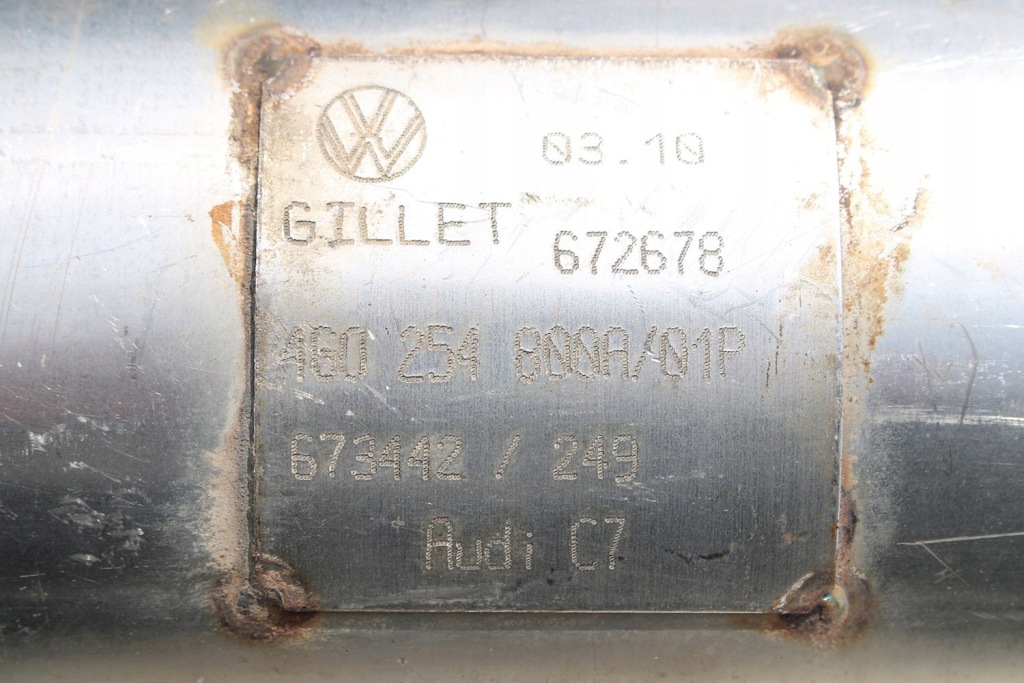 03.10
GILLET
672678
4G0 254 800A/01P
673442 / 249
Audi C7